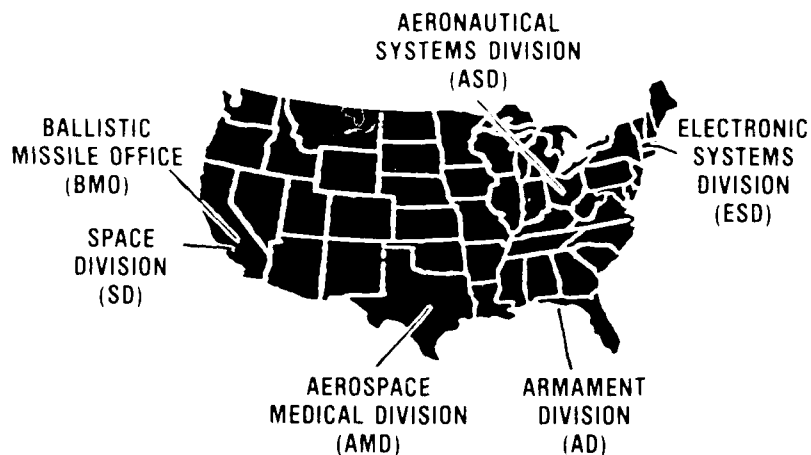 AERONAUTICAL
SYSTEMS DIVISION
(ASD)
BALLISTIC
MISSILE OFFICE
(BMO)
ELECTRONIC
SYSTEMS
DIVISION
(ESD)
SPACE
DIVISION
(SD)
AEROSPACE
MEDICAL DIVISION
(AMD)
ARMAMENT
DIVISION
(AD)